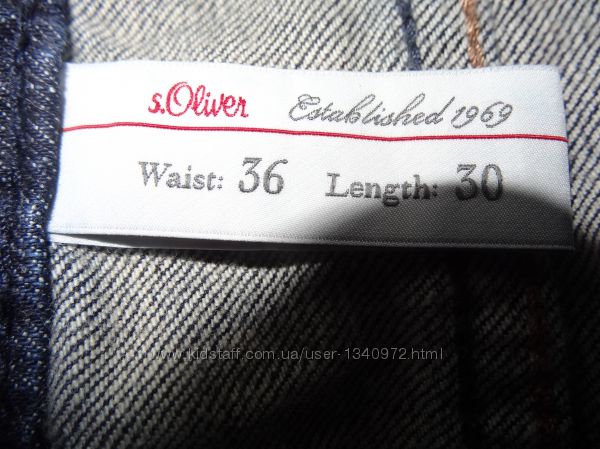 s.Oliver Established 1969
Waist: 36 Length: 30
www.kidstaff.com.ua/user-1340972.html